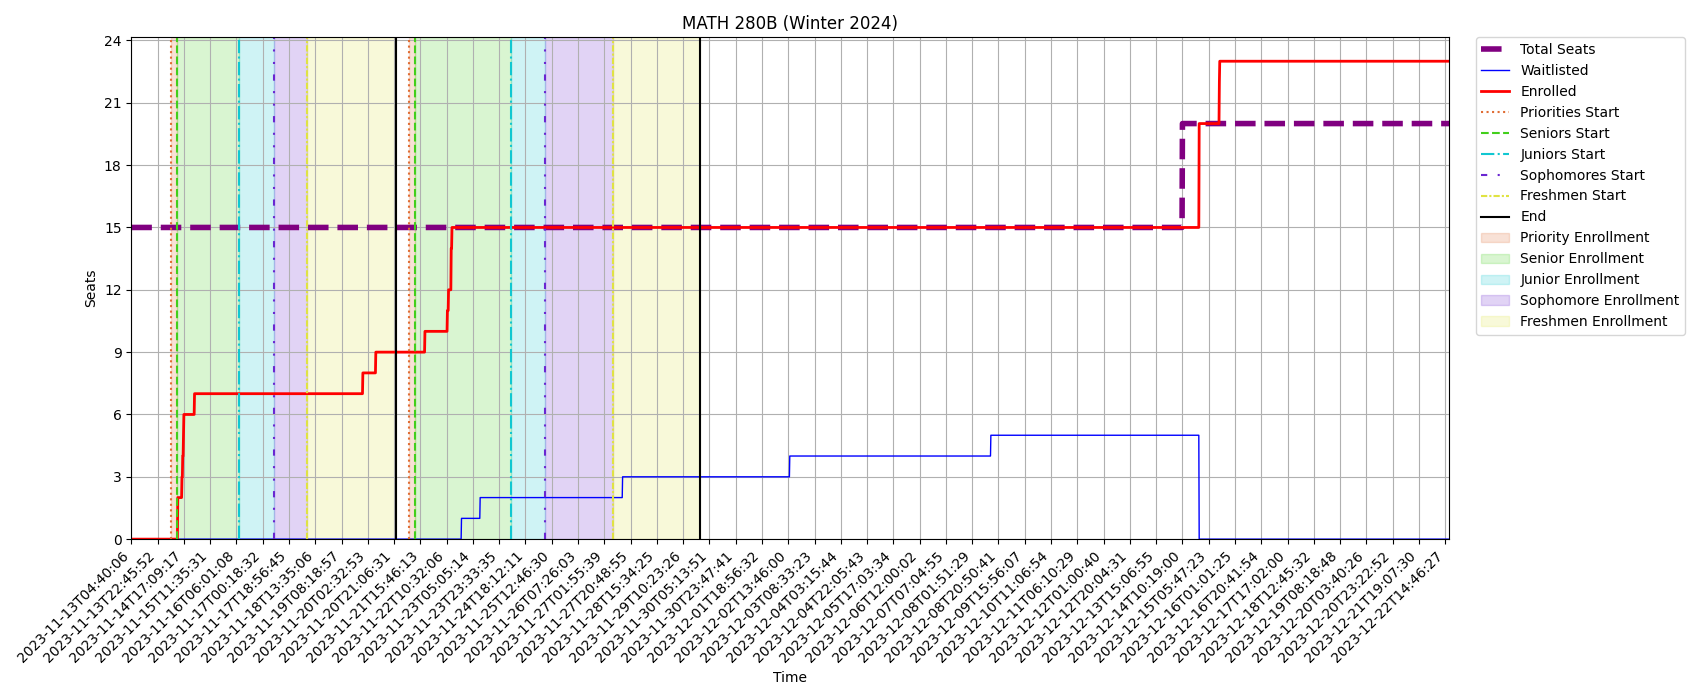 MATH 280B (Winter 2024)
Seats
24
21
18
15
12
9
6
3
0
2023-11-13T04:40:06
2023-11-13T22:45:52
2023-11-14T17:09:17
2023-11-15T11:35:31
2023-11-16T06:01:08
2023-11-17T00:18:32
2023-11-17T18:56:45
2023-11-18T13:35:06
2023-11-19T09:18:57
2023-11-20T02:32:53
2023-11-20T21:06:31
2023-11-21T15:46:13
2023-11-22T10:32:06
2023-11-23T05:05:14
2023-11-23T23:33:35
2023-11-24T18:12:11
2023-11-25T12:46:30
2023-11-26T07:26:03
2023-11-27T01:55:39
2023-11-27T20:48:55
2023-11-28T15:34:25
2023-11-29T10:23:26
2023-11-30T05:13:51
2023-11-30T23:47:41
2023-12-01T18:56:32
2023-12-02T13:46:00
2023-12-03T08:33:23
2023-12-04T03:15:44
2023-12-04T22:05:43
2023-12-05T17:03:34
2023-12-06T12:00:02
2023-12-07T07:04:55
2023-12-08T01:51:29
2023-12-08T20:50:41
2023-12-09T15:56:07
2023-12-10T11:06:54
2023-12-11T06:10:29
2023-12-12T01:00:40
2023-12-12T20:04:31
2023-12-13T15:06:55
2023-12-14T10:19:00
2023-12-15T05:47:23
2023-12-16T01:01:25
2023-12-16T20:41:54
2023-12-17T17:02:00
2023-12-18T12:45:32
2023-12-19T08:18:48
2023-12-20T03:40:26
2023-12-20T23:22:52
2023-12-21T19:07:30
2023-12-22T14:46:27
Time
Total Seats
Waitlisted
Enrolled
Priorities Start
Seniors Start
Juniors Start
Sophomores Start
Freshmen Start
End
Priority Enrollment
Senior Enrollment
Junior Enrollment
Sophomore Enrollment
Freshmen Enrollment